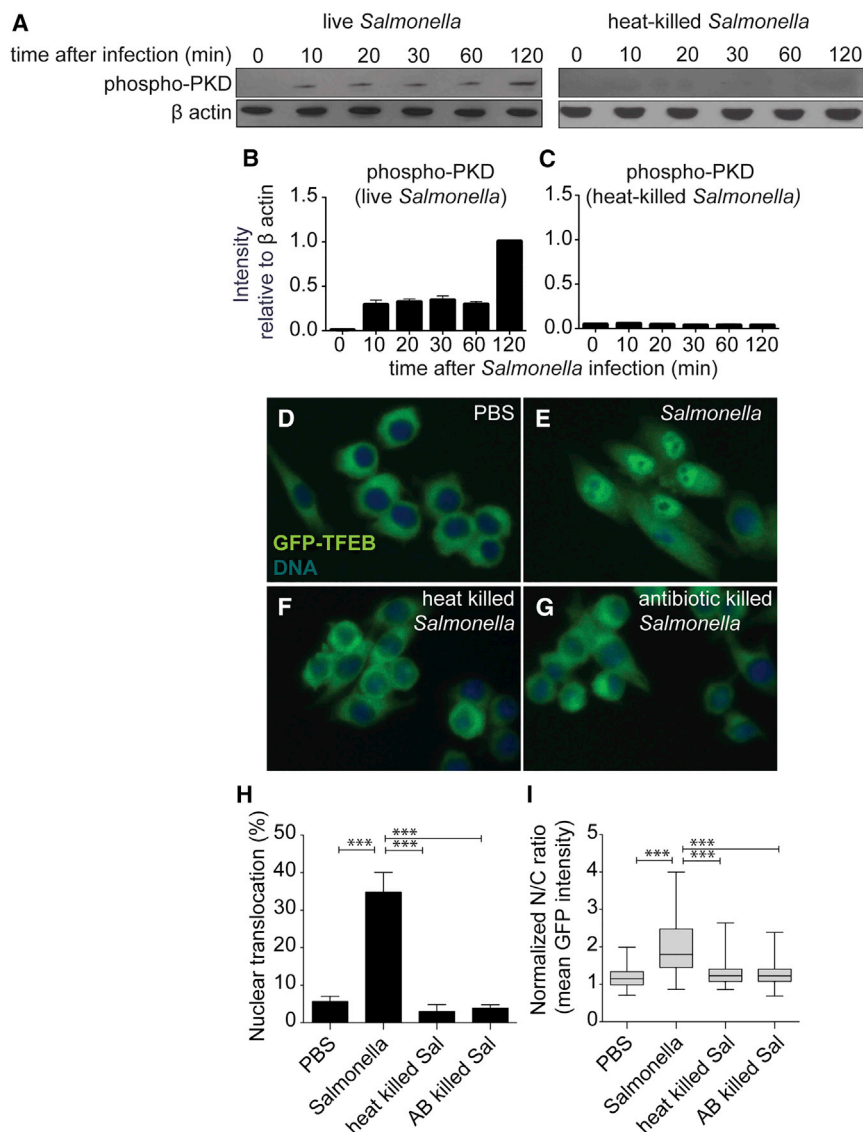 A
live Salmonella
heat-killed Salmonella
time after infection (min) 0 10 20 30 60 120 0 10 20 30 60 120
phospho-PKD
β actin
B
phospho-PKD
(live Salmonella)
C
phospho-PKD
(heat-killed Salmonella)
Intensity
relative to β actin
1.5
1.0
0.5
0.0
0 10 20 30 60 120
1.5
1.0
0.5
0.0
0 10 20 30 60 120
time after Salmonella infection (min)
D
PBS
GFP-TFEB
DNA
E
Salmonella
F
heat killed
Salmonella
G
antibiotic killed
Salmonella
H
Nuclear translocation (%)
50
40
30
20
10
0
***
***
***
PBS
Salmonella
heat killed Sal
AB killed Sal
I
Normalized N/C ratio
(mean GFP intensity)
5
4
3
2
1
0
***
***
***
PBS
Salmonella
heat killed Sal
AB killed Sal